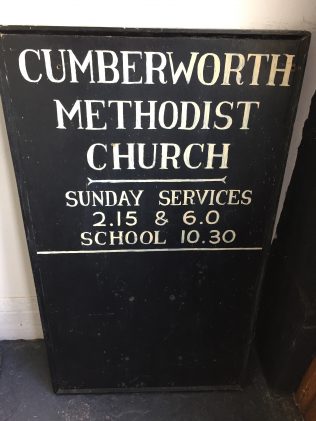 CUMBERWORTH
METHODIST
CHURCH
SUNDAY SERVICES
2.15 & 6.0
SCHOOL 10.30